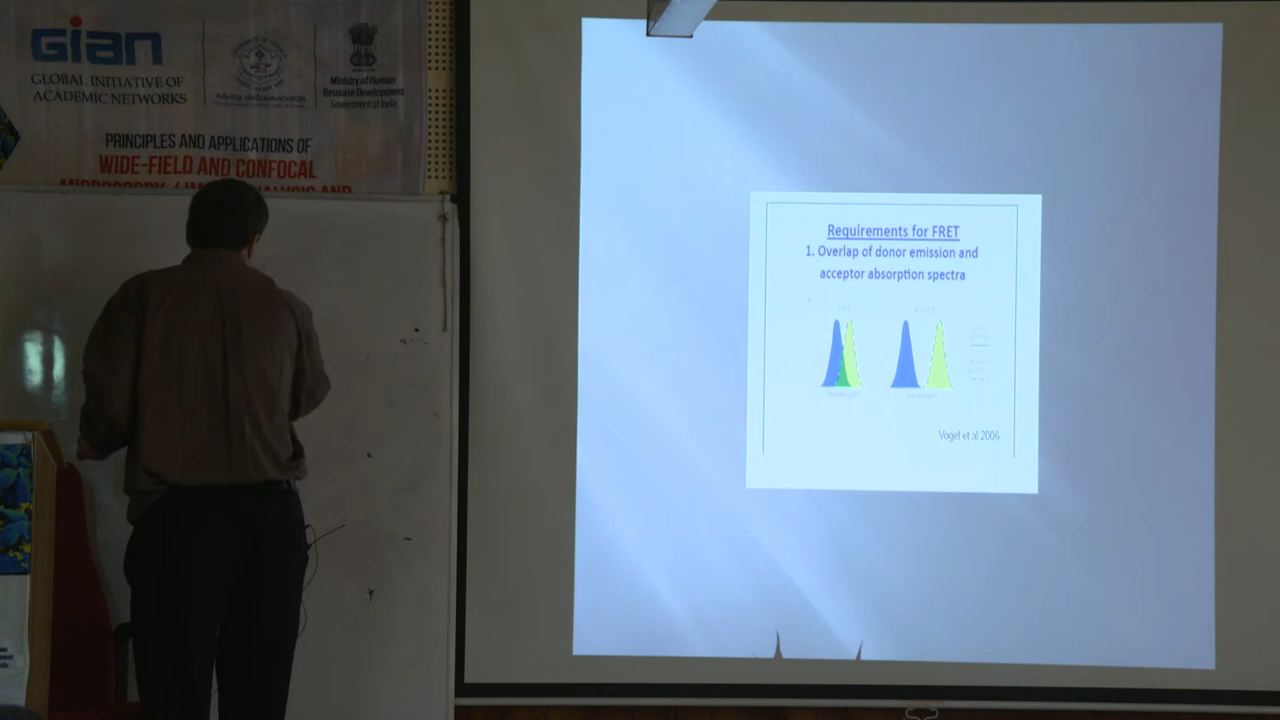 GIAN
GLOBAL INITIATIVE OF
ACADEMIC NETWORKS
Ministry of Human
Resource Development
Government of India
PRINCIPLES AND APPLICATIONS OF
WIDE-FIELD AND CONFOCAL
Requirements for FRET
1. Overlap of donor emission and
acceptor absorption spectra
No FRET
Vogel et al 2006